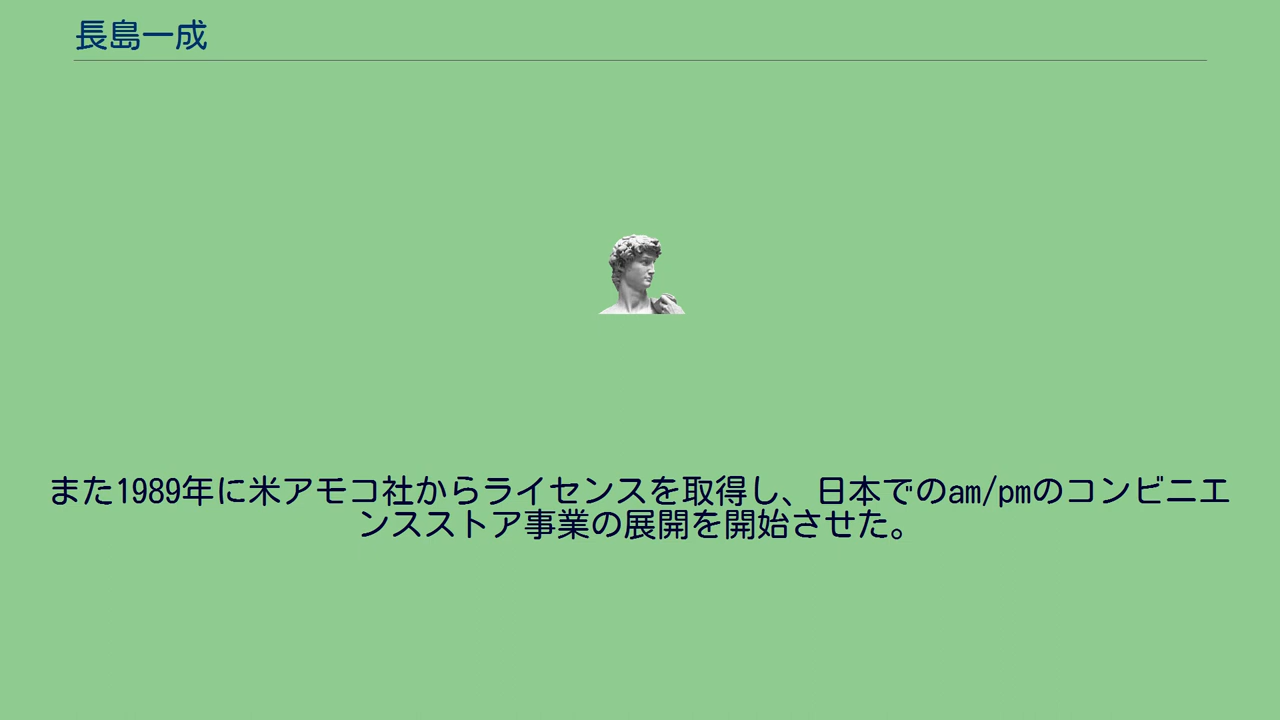 長島一成
また1989年に米アモコ社からライセンスを取得し、日本でのam/pmのコンビニエ
ンスストア事業の展開を開始させた。